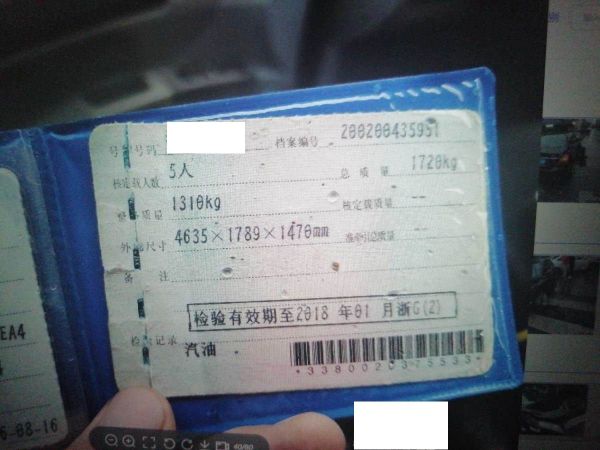 号牌号码 档案编号 200200435951
核定载人数 5人 总质量 1720kg
整备质量 1310kg 核定载质量 --
外廓尺寸 4635×1789×1470mm 准牵引总质量 --
备注
检验有效期至2018年01月浙G(2)
检验记录 汽油
EA4
6-08-16
60/60